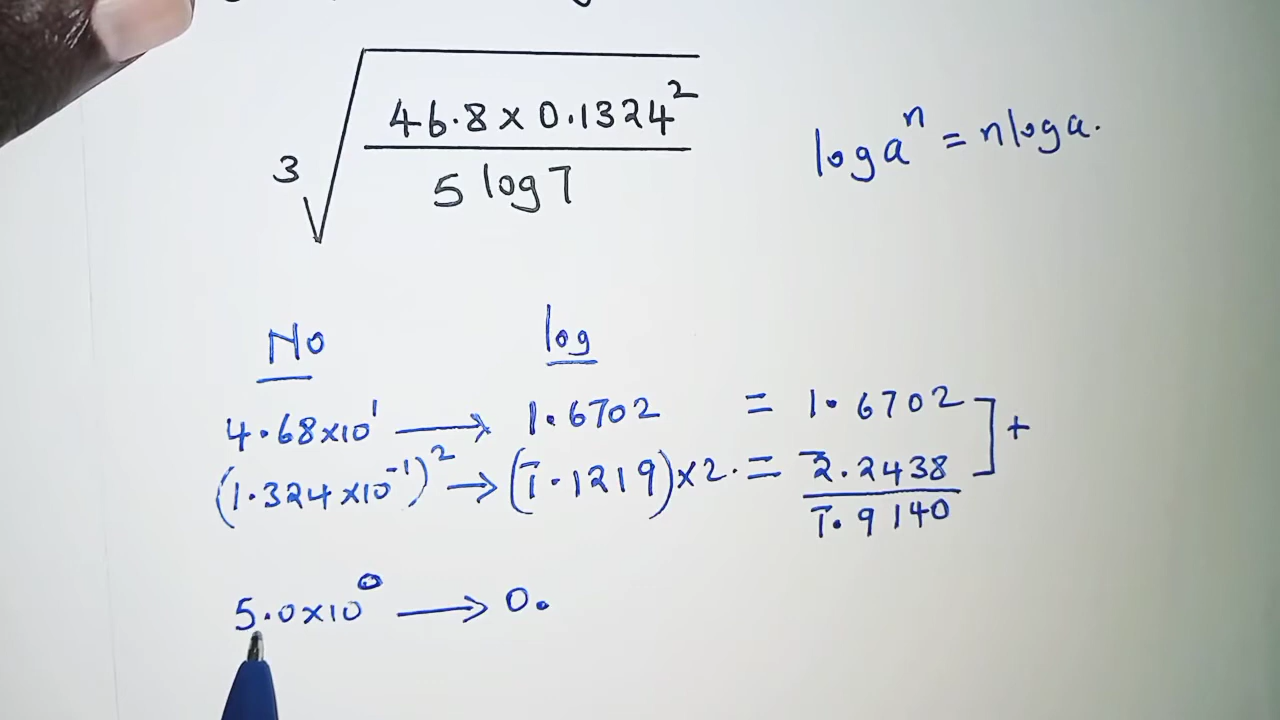 3√(46.8 × 0.1324²
5 log 7)
log aⁿ = n log a.
No log
4.68×10¹ → 1.6702 = 1.6702
(1.324×10⁻¹)² → (1̄.1219)×2. = 2̄.2438 ] +
1̄.9140
5.0×10⁰ → 0.